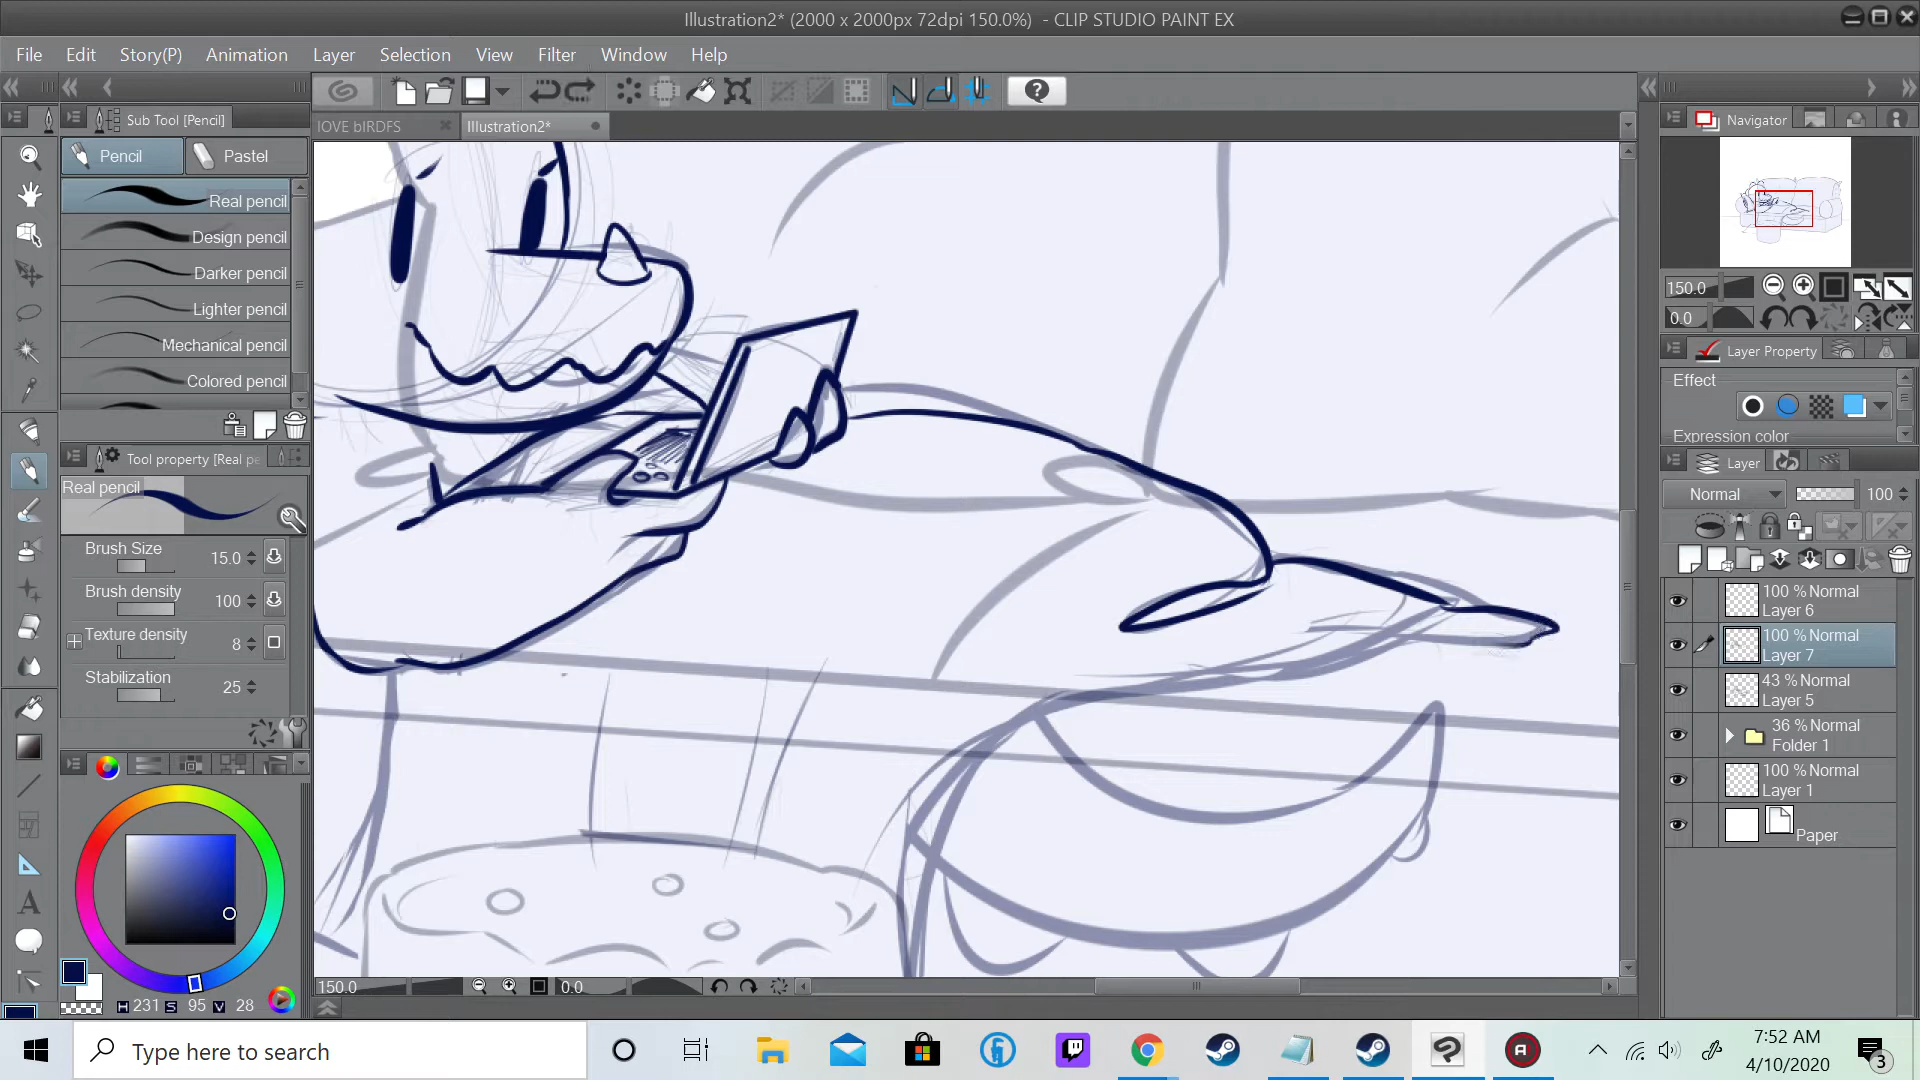 Illustration2* (2000 x 2000px 72dpi 150.0%) - CLIP STUDIO PAINT EX
File Edit Story(P) Animation Layer Selection View Filter Window Help
Sub Tool [Pencil]
IOVE bIRDFS
Illustration2*
Navigator
Pencil
Pastel
Real pencil
Design pencil
Darker pencil
Lighter pencil
Mechanical pencil
Colored pencil
Tool property [Real pe
Real pencil
Brush Size 15.0
Brush density 100
Texture density 8
Stabilization 25
H 231 S 95 V 28
150.0
0.0
150.0
0.0
Layer Property
Effect
Expression color
Layer
Normal 100
100 % Normal
Layer 6
100 % Normal
Layer 7
43 % Normal
Layer 5
36 % Normal
Folder 1
100 % Normal
Layer 1
Paper
Type here to search
7:52 AM
4/10/2020
3